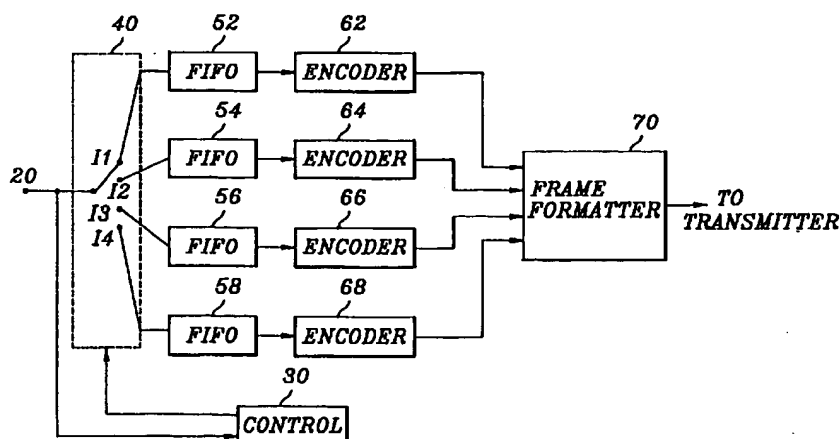 40
52
62
FIFO
ENCODER
54
64
70
I1
FIFO
ENCODER
20
I2
FRAME
FORMATTER
TO
TRANSMITTER
I3
56
66
I4
FIFO
ENCODER
58
68
FIFO
ENCODER
30
CONTROL